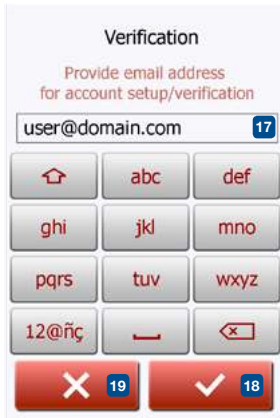 Verification
Provide email address
for account setup/verification
user@domain.com 17
abc def
ghi jkl mno
pqrs tuv wxyz
12@ñç
19 18